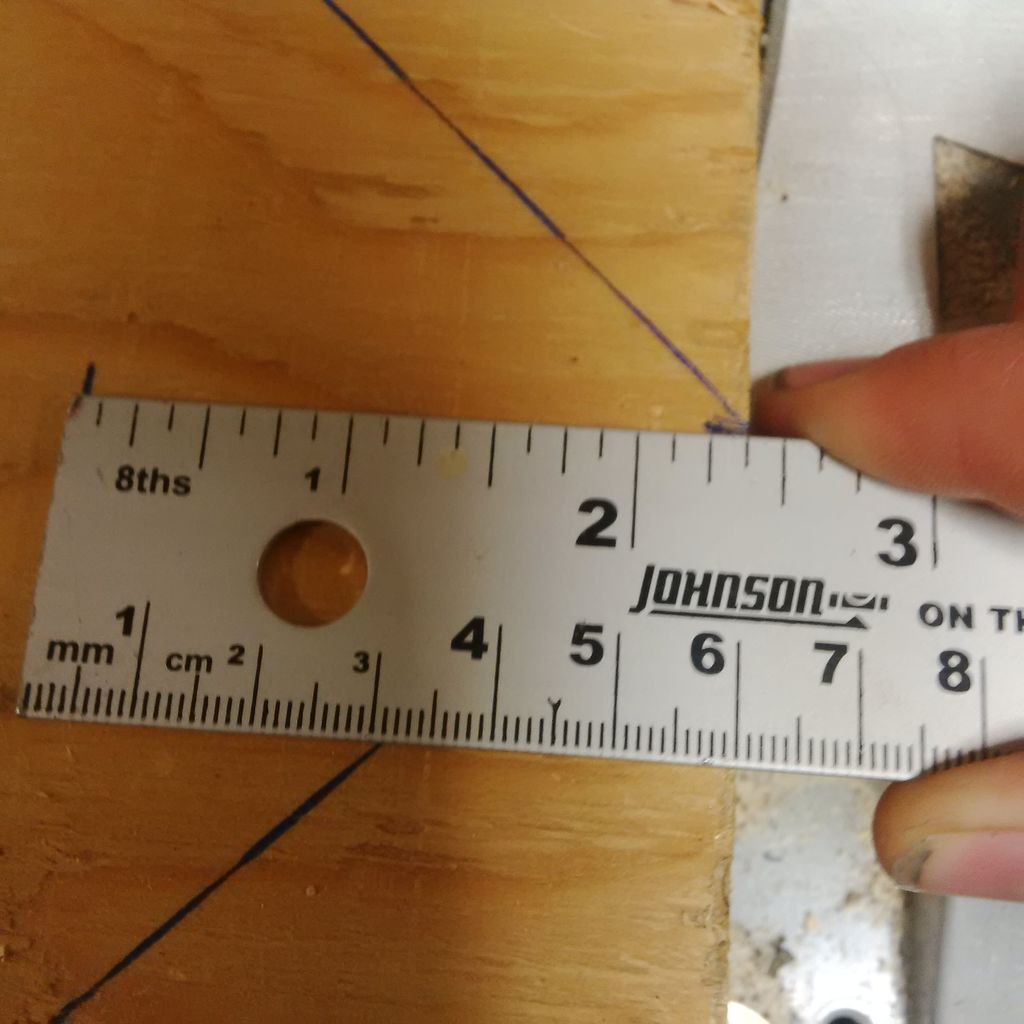 8ths 1 2 3
JOHNSON ON TH
1 2 3 4 5 6 7 8
mm cm